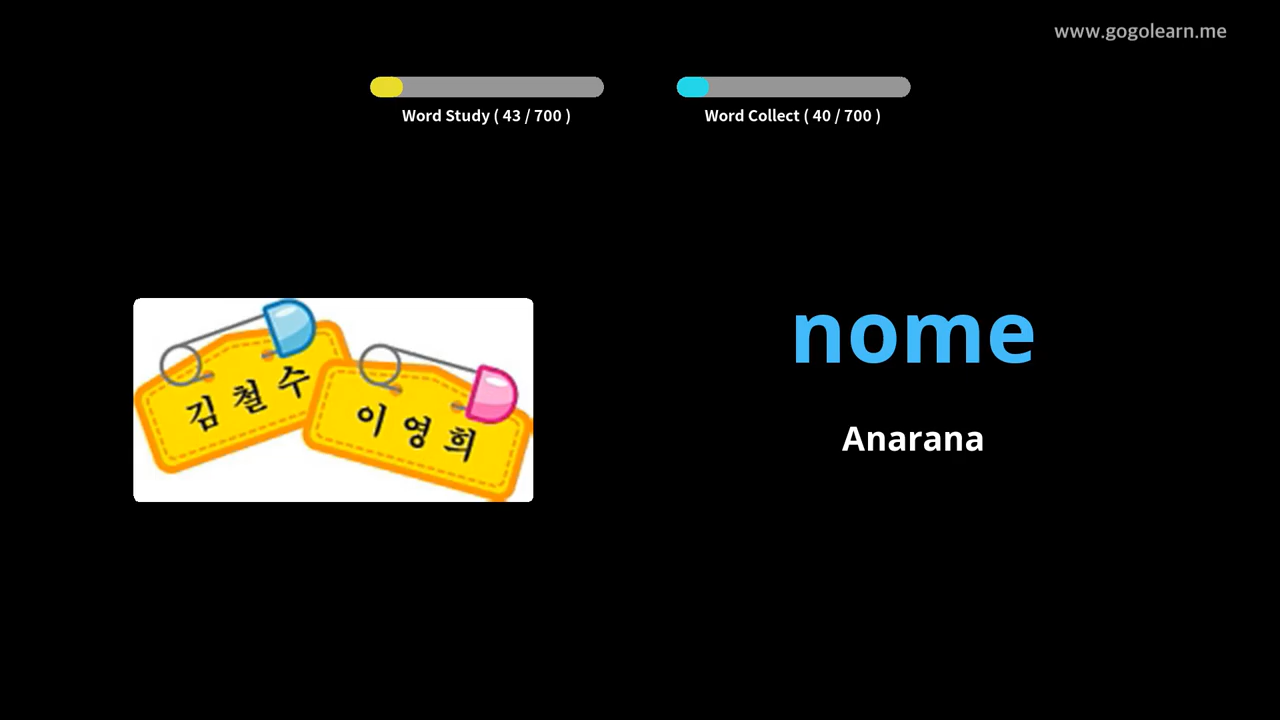 www.gogolearn.me
Word Study ( 43 / 700 )
Word Collect ( 40 / 700 )
김철수
이영희
nome
Anarana